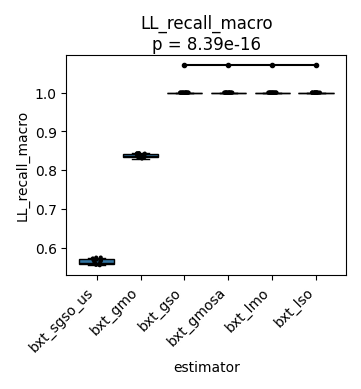 LL_recall_macro
p = 8.39e-16
LL_recall_macro
1.0
0.9
0.8
0.7
0.6
bxt_sgso_us
bxt_gmo
bxt_gso
bxt_gmosa
bxt_lmo
bxt_lso
estimator